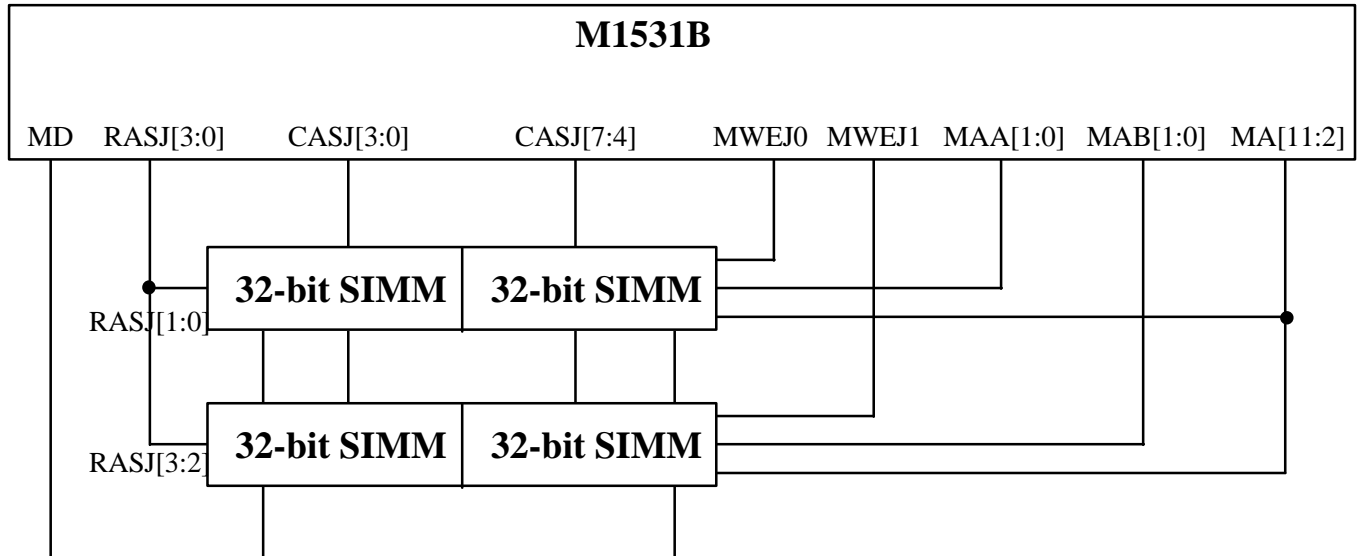 M1531B
MD RASJ[3:0] CASJ[3:0] CASJ[7:4] MWEJ0 MWEJ1 MAA[1:0] MAB[1:0] MA[11:2]
32-bit SIMM 32-bit SIMM
RASJ[1:0]
32-bit SIMM 32-bit SIMM
RASJ[3:2]